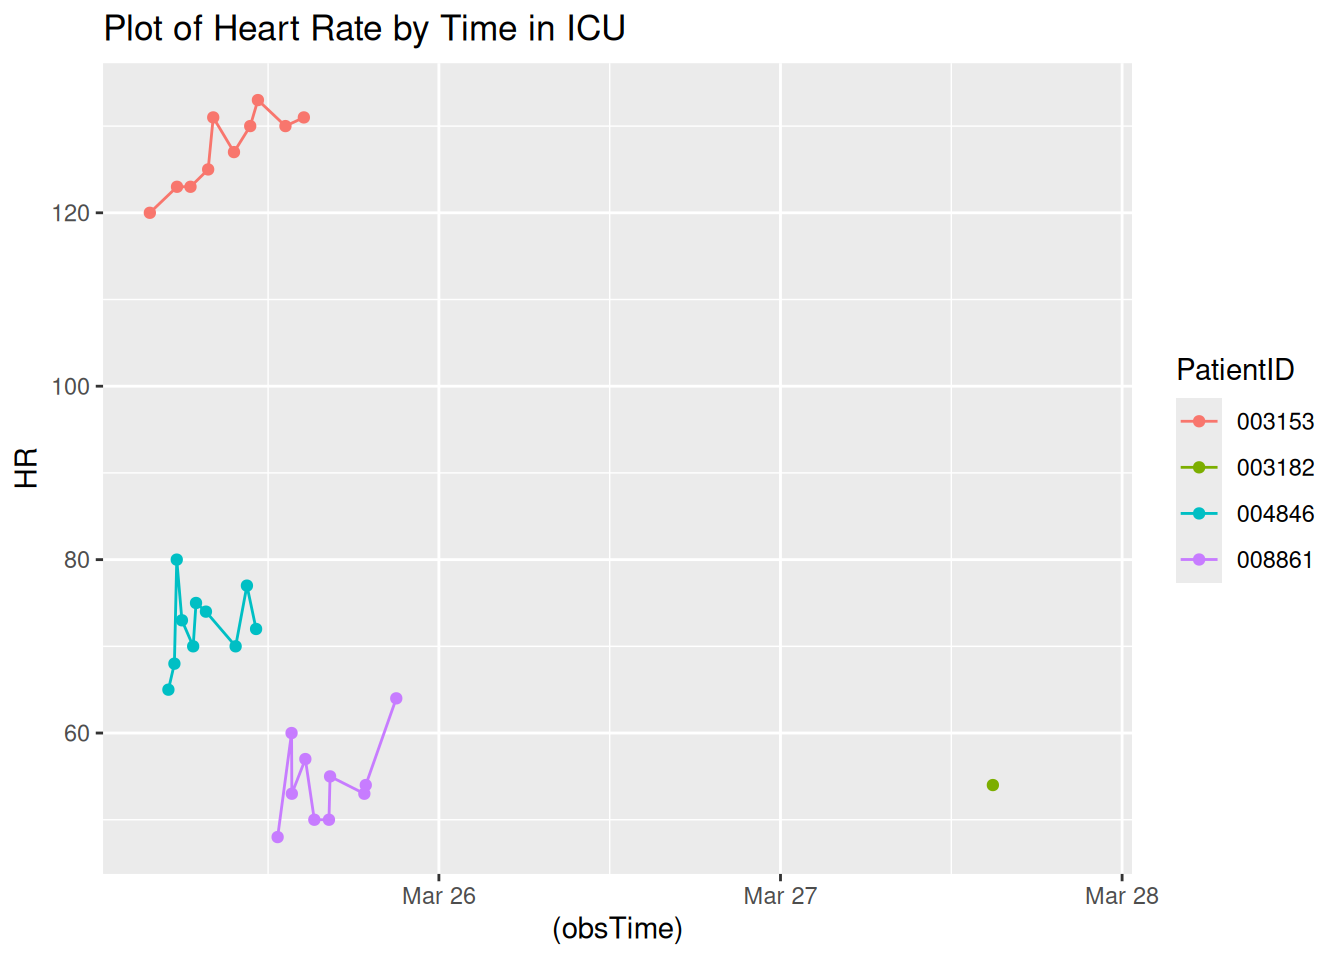 Plot of Heart Rate by Time in ICU
120
100
80
60
HR
Mar 26
Mar 27
Mar 28
(obsTime)
PatientID
003153
003182
004846
008861